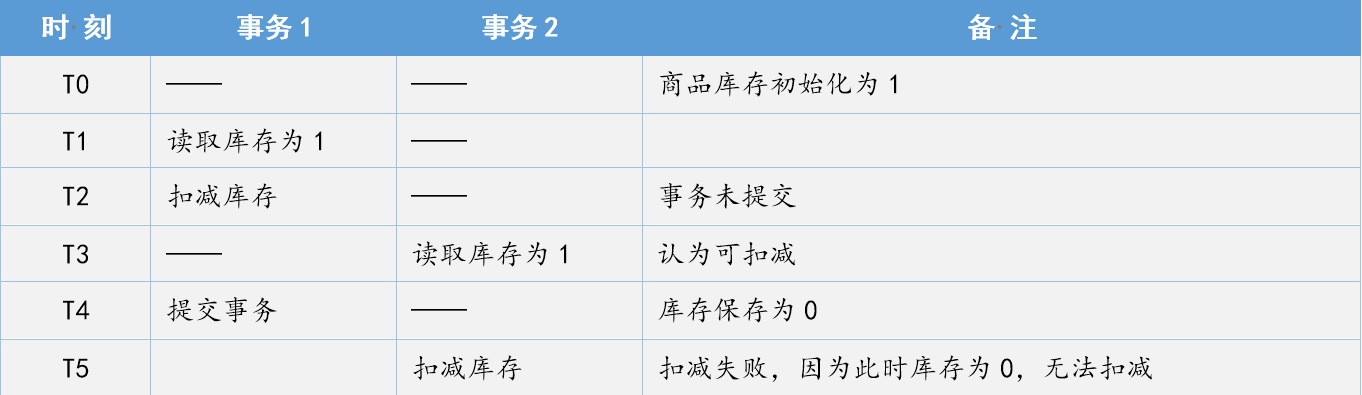 时 刻 事务 1 事务 2 备 注
T0 —— —— 商品库存初始化为 1
T1 读取库存为 1 ——
T2 扣减库存 —— 事务未提交
T3 —— 读取库存为 1 认为可扣减
T4 提交事务 —— 库存保存为 0
T5 扣减库存 扣减失败，因为此时库存为 0，无法扣减